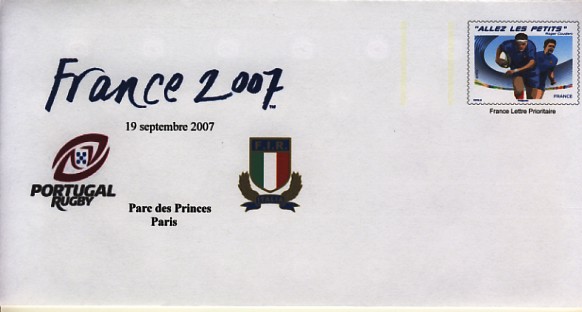 "ALLEZ LES PETITS"
Roger Couderc
FRANCE
France Lettre Prioritaire
France 2007
TM
19 septembre 2007
F.I.R.
PORTUGAL
RUGBY
Parc des Princes
Paris